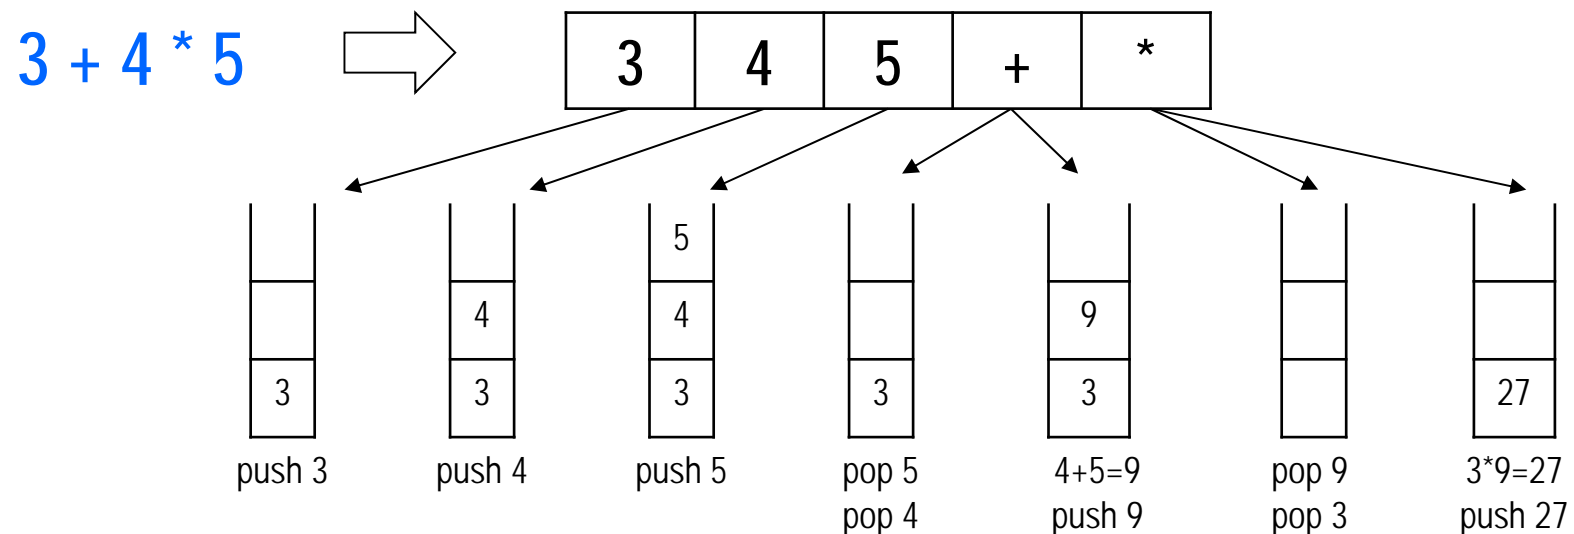 3 + 4 * 5
3 4 5 + *
5
4 4 9
3 3 3 3 3 27
push 3 push 4 push 5 pop 5 4+5=9 pop 9 3*9=27
pop 4 push 9 pop 3 push 27